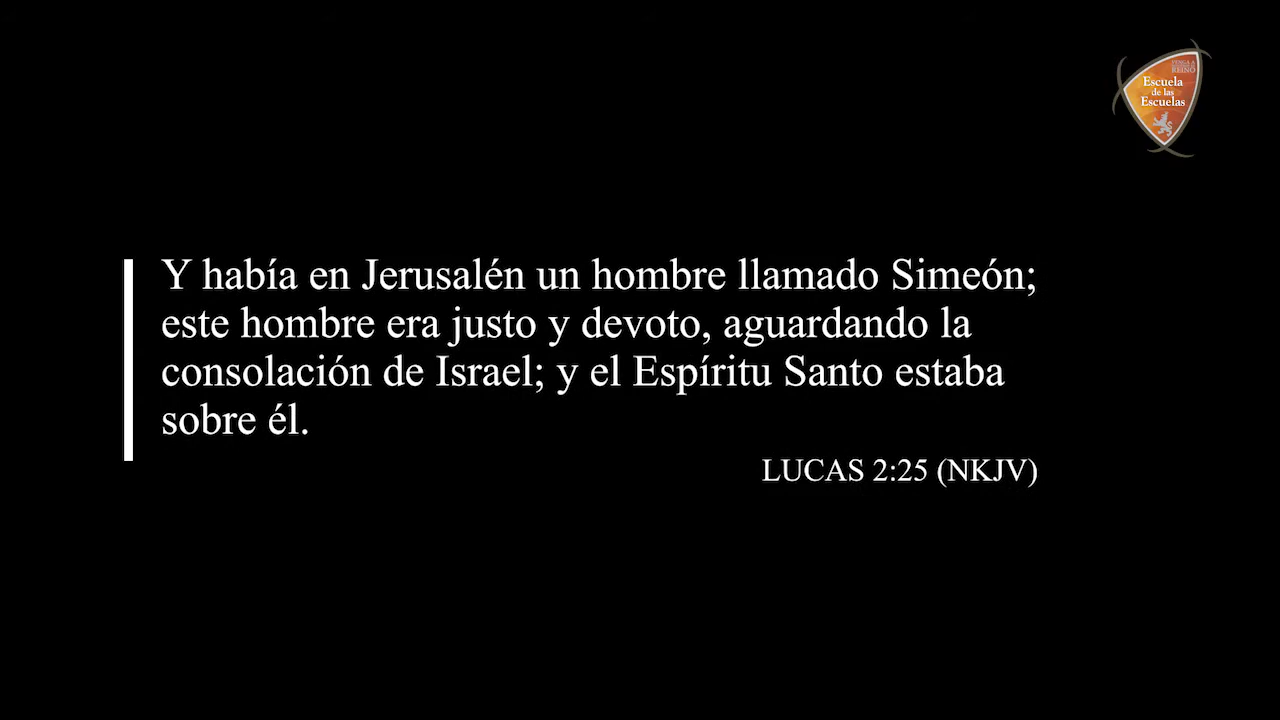 REINO
Escuela
de las
Escuelas
Y había en Jerusalén un hombre llamado Simeón;
este hombre era justo y devoto, aguardando la
consolación de Israel; y el Espíritu Santo estaba
sobre él.
LUCAS 2:25 (NKJV)